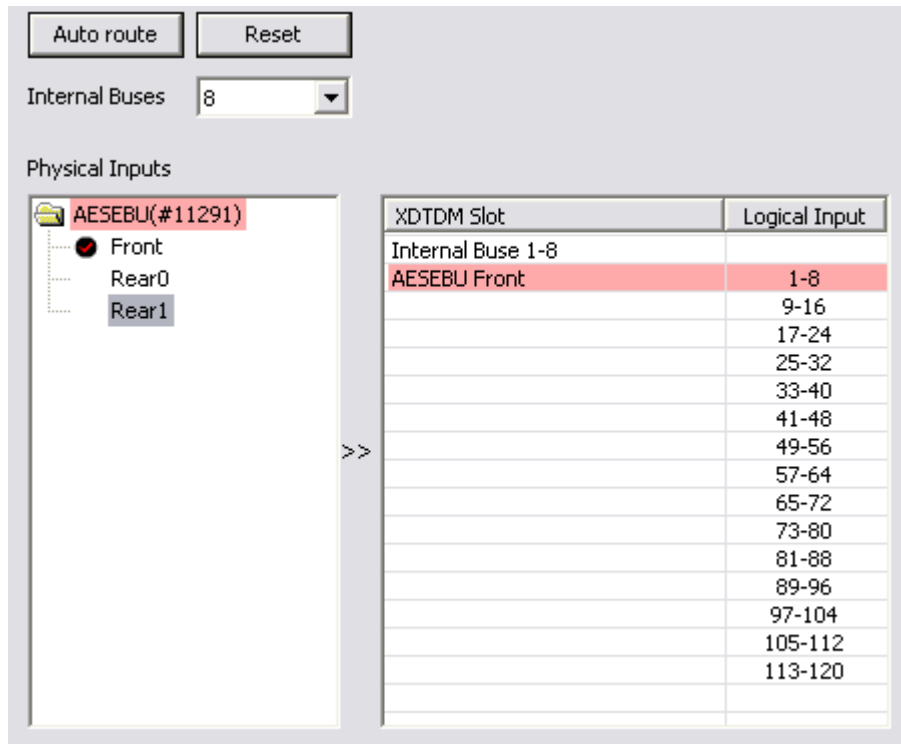 Auto route Reset
Internal Buses 8
Physical Inputs
AESEBU(#11291)
Front
Rear0
Rear1
>>
XDTDM Slot Logical Input
Internal Buse 1-8
AESEBU Front 1-8
9-16
17-24
25-32
33-40
41-48
49-56
57-64
65-72
73-80
81-88
89-96
97-104
105-112
113-120